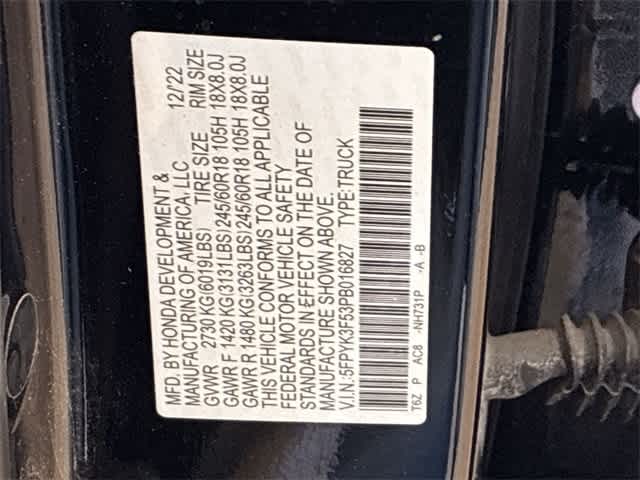 MFD. BY HONDA DEVELOPMENT &
MANUFACTURING OF AMERICA, LLC 12/22
GVWR 2730 KG(6019LBS) TIRE SIZE RIM SIZE
GAWR F 1420 KG(3131LBS)245/60R18 105H 18X8.0J
GAWR R 1480 KG(3263LBS)245/60R18 105H 18X8.0J
THIS VEHICLE CONFORMS TO ALL APPLICABLE
FEDERAL MOTOR VEHICLE SAFETY
STANDARDS IN EFFECT ON THE DATE OF
MANUFACTURE SHOWN ABOVE.
V.I.N.:5FPYK3F53PB016827 TYPE:TRUCK
T6Z P AC8 -NH731P -A -B